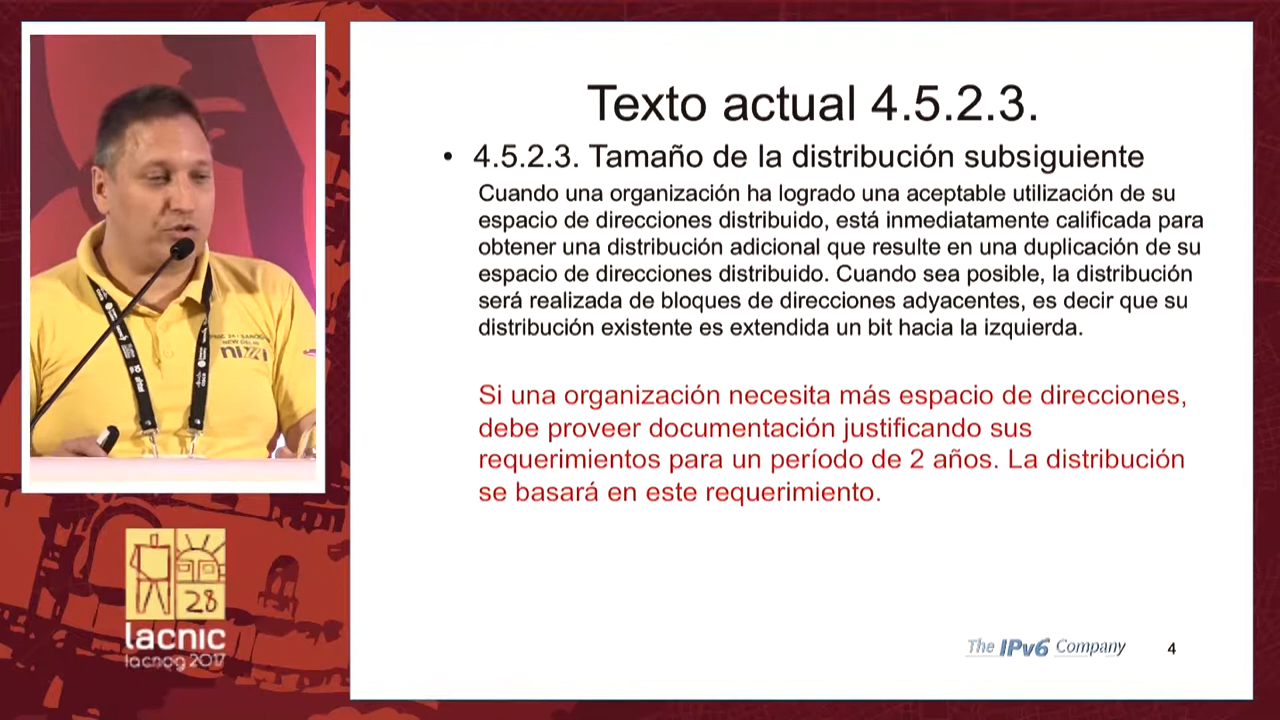 Texto actual 4.5.2.3.
• 4.5.2.3. Tamaño de la distribución subsiguiente
Cuando una organización ha logrado una aceptable utilización de su
espacio de direcciones distribuido, está inmediatamente calificada para
obtener una distribución adicional que resulte en una duplicación de su
espacio de direcciones distribuido. Cuando sea posible, la distribución
será realizada de bloques de direcciones adyacentes, es decir que su
distribución existente es extendida un bit hacia la izquierda.
Si una organización necesita más espacio de direcciones,
debe proveer documentación justificando sus
requerimientos para un período de 2 años. La distribución
se basará en este requerimiento.
The IPv6 Company
4
NEW DELHI
28
lacnic
lacnog 2017